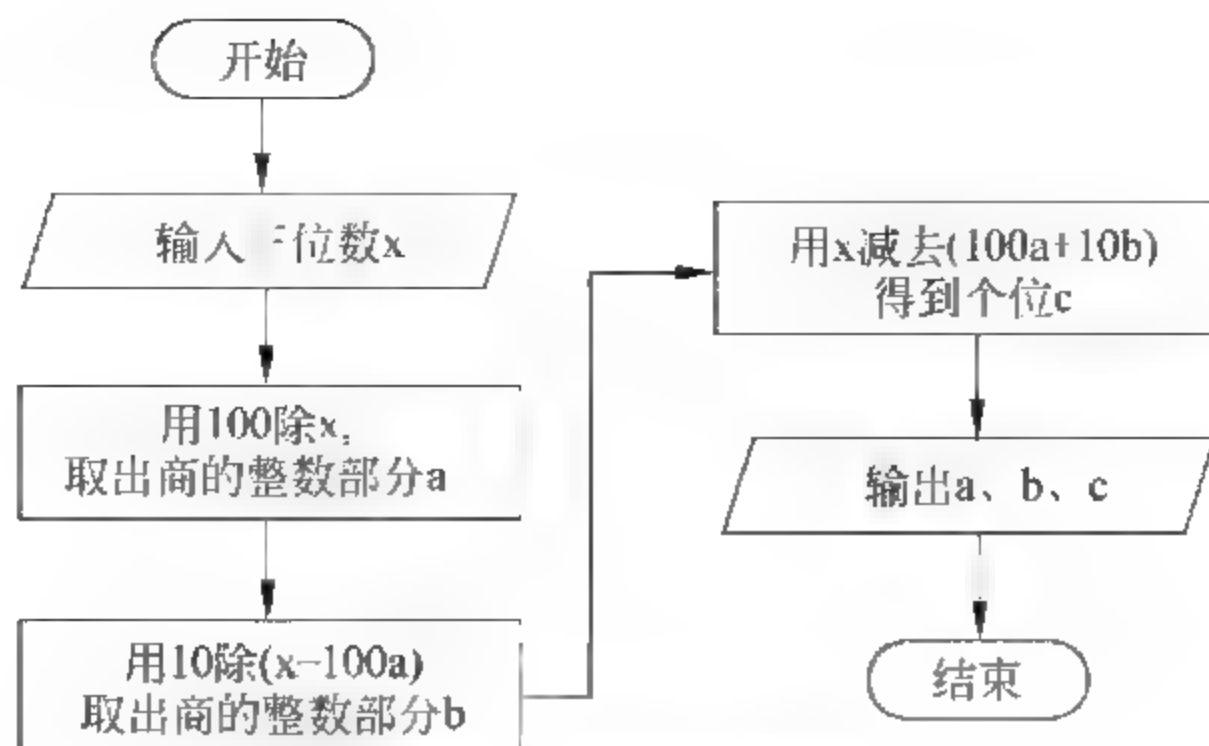 开始
输入三位数x
用100除x,
取出商的整数部分a
用10除(x-100a)
取出商的整数部分b
用x减去(100a+10b)
得到个位c
输出a、b、c
结束